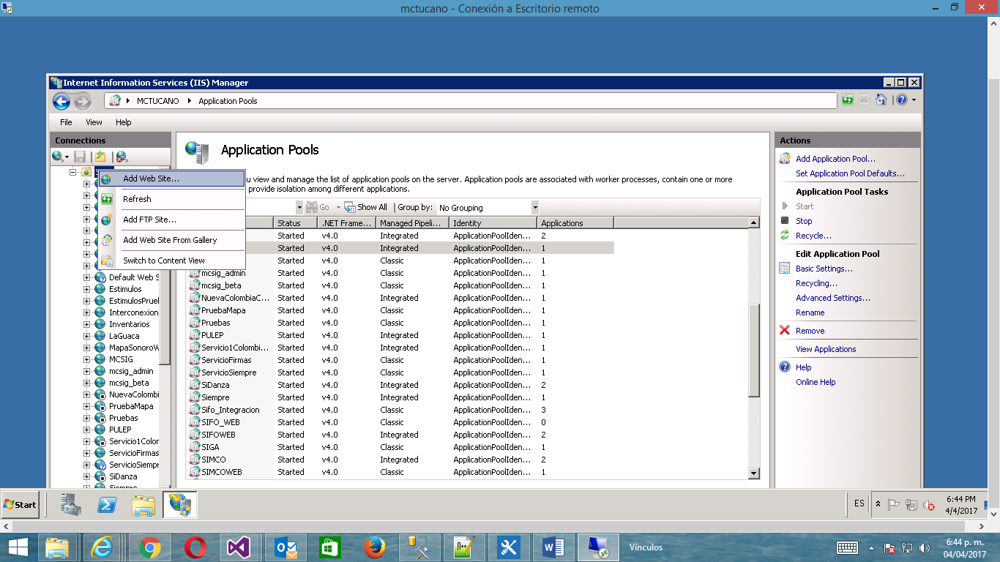 mctucano - Conexión a Escritorio remoto
Internet Information Services (IIS) Manager
MCTUCANO Application Pools
File View Help
Connections
Add Web Site...
Refresh
Add FTP Site...
Add Web Site From Gallery
Switch to Content View
Default Web S
Estimulos
EstimulosPruel
Interconexion
Inventarios
LaGuaca
MapaSonoroW
MCSIG
mcsig_admin
mcsig_beta
NuevaColombi
PruebaMapa
Pruebas
PULEP
Servicio1Color
ServicioFirmas
ServicioSiempr
SiDanza
Siempre
Application Pools
u view and manage the list of application pools on the server. Application pools are associated with worker processes, contain one or more
provide isolation among different applications.
Go Show All Group by: No Grouping
Status .NET Frame... Managed Pipeli... Identity Applications
Started v4.0 Integrated ApplicationPoolIden... 2
Started v4.0 Integrated ApplicationPoolIden... 1
Started v4.0 Classic ApplicationPoolIden... 1
mcsig_admin Started v4.0 Classic ApplicationPoolIden... 1
mcsig_beta Started v4.0 Classic ApplicationPoolIden... 1
NuevaColombiaC... Started v4.0 Integrated ApplicationPoolIden... 1
PruebaMapa Started v4.0 Classic ApplicationPoolIden... 1
Pruebas Started v4.0 Classic ApplicationPoolIden... 1
PULEP Started v4.0 Integrated ApplicationPoolIden... 1
Servicio1Colombi... Started v4.0 Integrated ApplicationPoolIden... 1
ServicioFirmas Started v4.0 Classic ApplicationPoolIden... 1
ServicioSiempre Started v4.0 Classic ApplicationPoolIden... 1
SiDanza Started v4.0 Integrated ApplicationPoolIden... 2
Siempre Started v4.0 Integrated ApplicationPoolIden... 1
Sifo_Integracion Started v4.0 Classic ApplicationPoolIden... 3
SIFO_WEB Started v4.0 Classic ApplicationPoolIden... 0
SIFOWEB Started v4.0 Integrated ApplicationPoolIden... 2
SIGA Started v4.0 Classic ApplicationPoolIden... 1
SIMCO Started v4.0 Integrated ApplicationPoolIden... 2
SIMCOWEB Started v4.0 Classic ApplicationPoolIden... 1
Actions
Add Application Pool...
Set Application Pool Defaults...
Application Pool Tasks
Start
Stop
Recycle...
Edit Application Pool
Basic Settings...
Recycling...
Advanced Settings...
Rename
Remove
View Applications
Help
Online Help
Start
ES
6:44 PM
4/4/2017
Vínculos
6:44 p. m.
04/04/2017